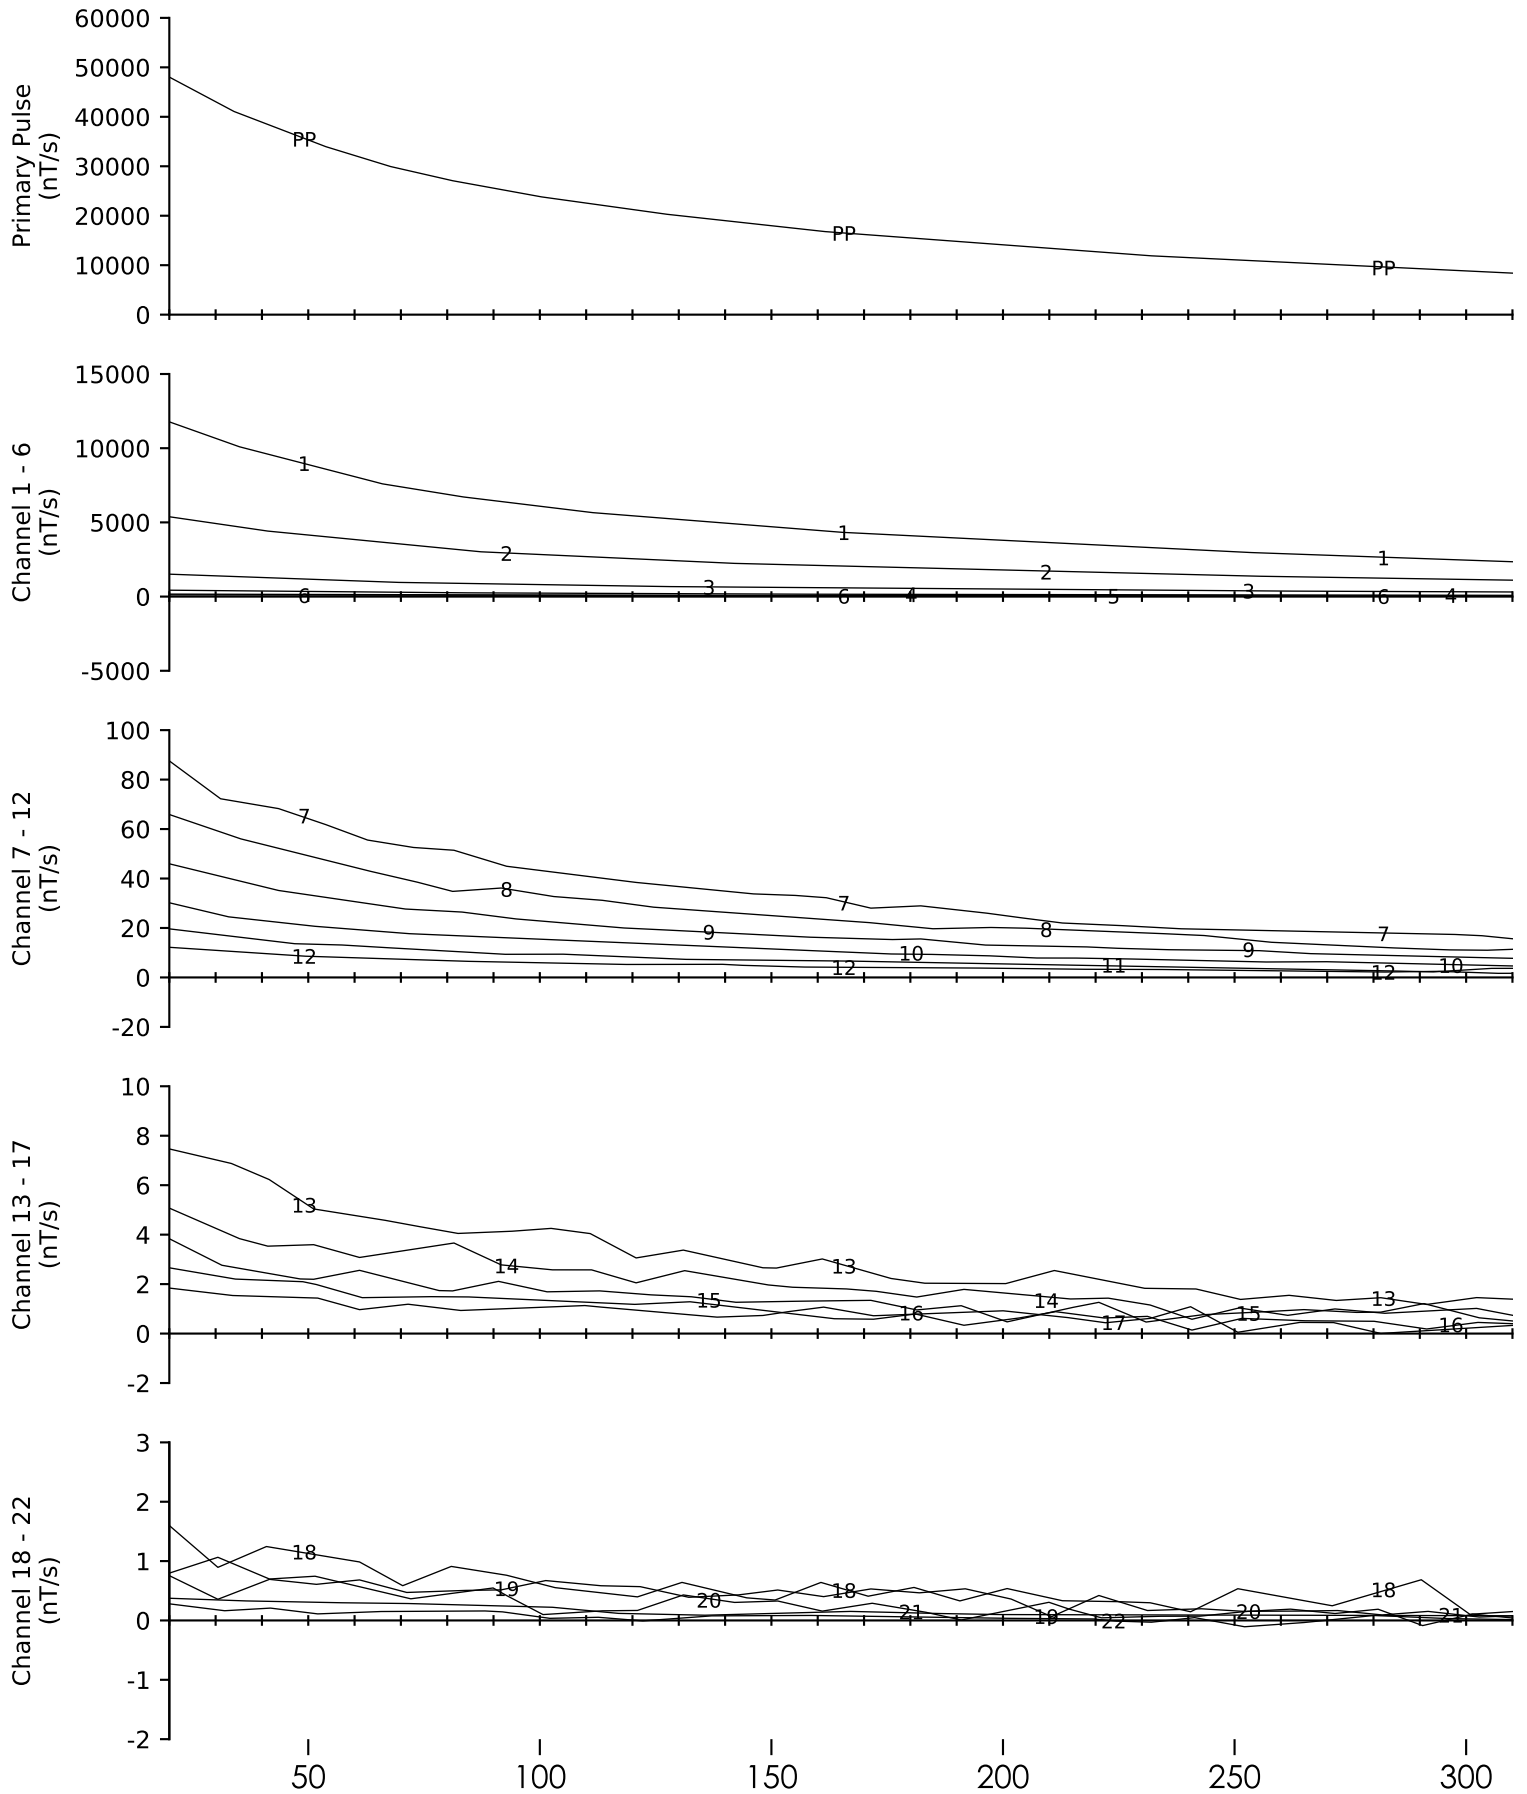 60000
50000
40000
30000
20000
10000
0
Primary Pulse
(nT/s)
PP PP PP
15000
10000
5000
0
-5000
Channel 1 - 6
(nT/s)
1 1 1
2 2
3 3
6 6 4 5 6 4
100
80
60
40
20
0
-20
Channel 7 - 12
(nT/s)
7 7 7
8 8
9 9
10 10
11
12 12 12
10
8
6
4
2
0
-2
Channel 13 - 17
(nT/s)
13 13 13
14 14
15 15
16 16
17
3
2
1
0
-1
-2
Channel 18 - 22
(nT/s)
18 18 18
19 19
20 20
21 21
22
50 100 150 200 250 300